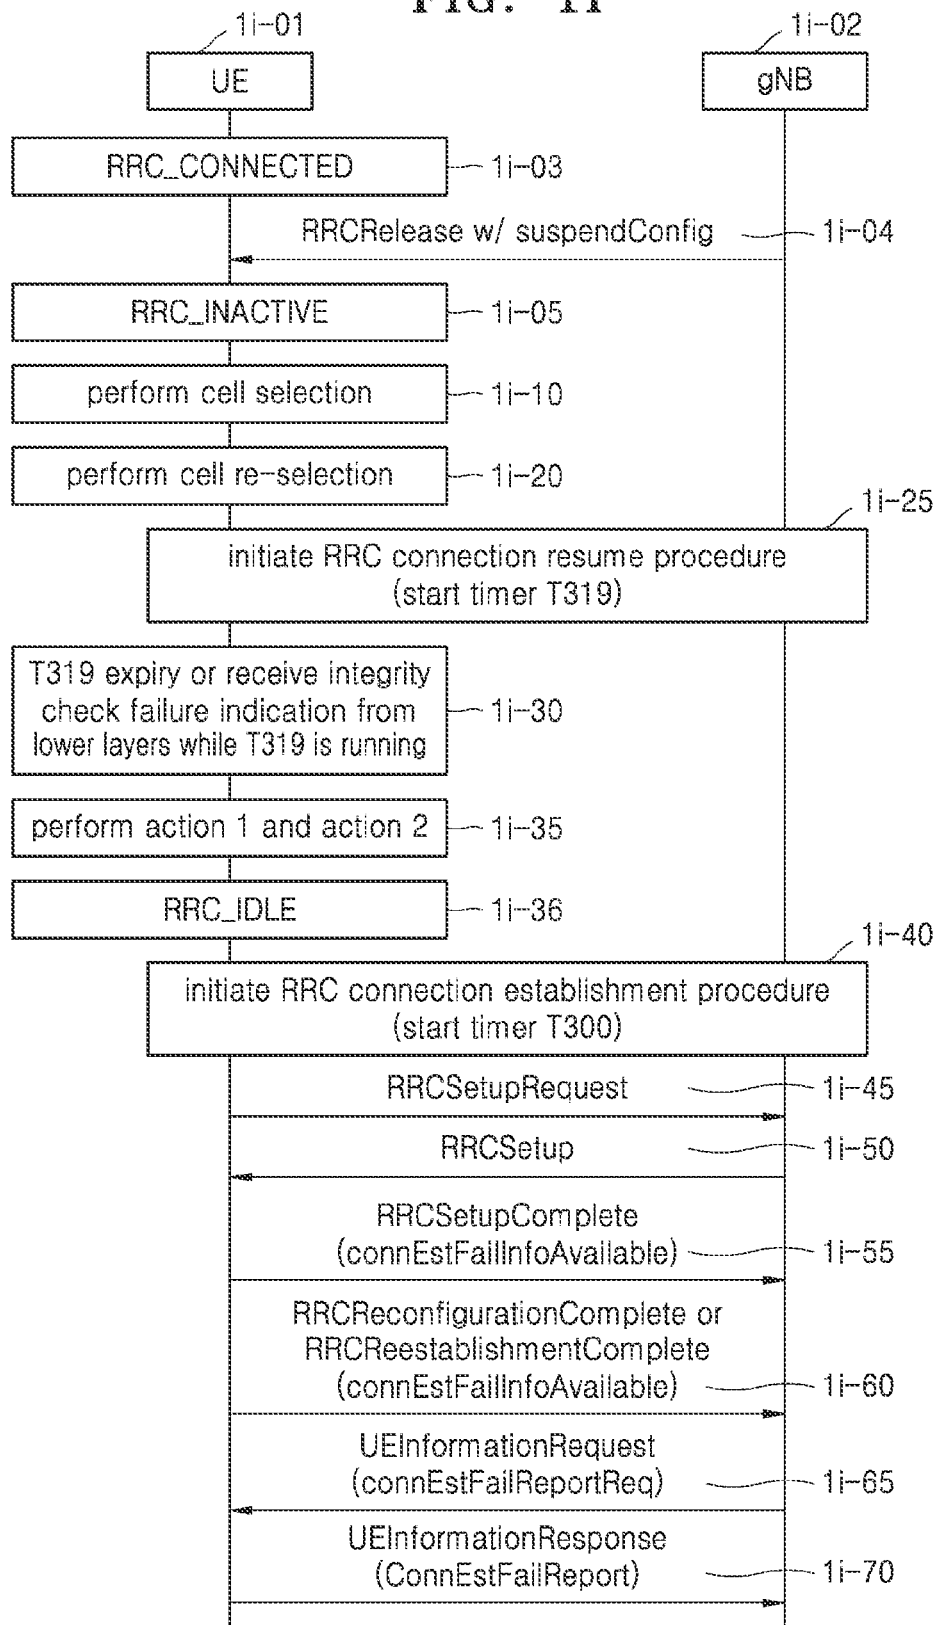 FIG. 1I
1i-01
1i-02
UE
gNB
RRC_CONNECTED
1i-03
RRCRelease w/ suspendConfig
1i-04
RRC_INACTIVE
1i-05
perform cell selection
1i-10
perform cell re-selection
1i-20
1i-25
initiate RRC connection resume procedure
(start timer T319)
T319 expiry or receive integrity
check failure indication from
lower layers while T319 is running
1i-30
perform action 1 and action 2
1i-35
RRC_IDLE
1i-36
1i-40
initiate RRC connection establishment procedure
(start timer T300)
RRCSetupRequest
1i-45
RRCSetup
1i-50
RRCSetupComplete
(connEstFailInfoAvailable)
1i-55
RRCReconfigurationComplete or
RRCReestablishmentComplete
(connEstFailInfoAvailable)
1i-60
UEInformationRequest
(connEstFailReportReq)
1i-65
UEInformationResponse
(ConnEstFailReport)
1i-70